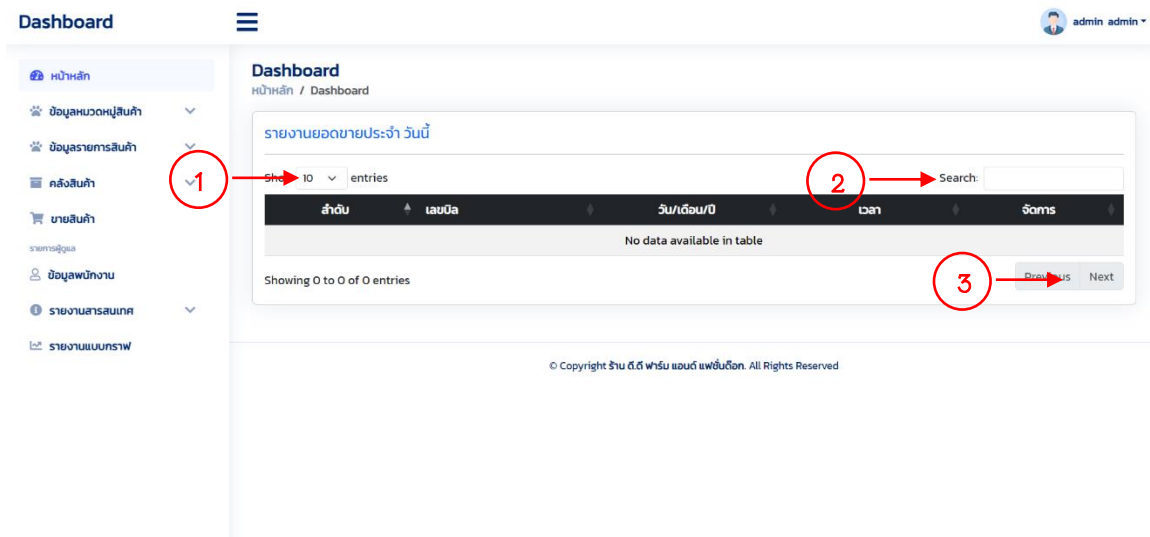 Dashboard
admin admin
หน้าหลัก
ข้อมูลหมวดหมู่สินค้า
ข้อมูลรายการสินค้า
คลังสินค้า
ขายสินค้า
รายการผู้ดูแล
ข้อมูลพนักงาน
รายงานสารสนเทศ
รายงานแบบกราฟ
Dashboard
หน้าหลัก / Dashboard
รายงานยอดขายประจำ วันนี้
1
Show 10 entries
2
Search:
ลำดับ เลขบิล วัน/เดือน/ปี เวลา จัดการ
No data available in table
Showing 0 to 0 of 0 entries
3
Previous Next
© Copyright ร้าน ดี.ดี ฟาร์ม แอนด์ แฟชั่นด๊อก. All Rights Reserved